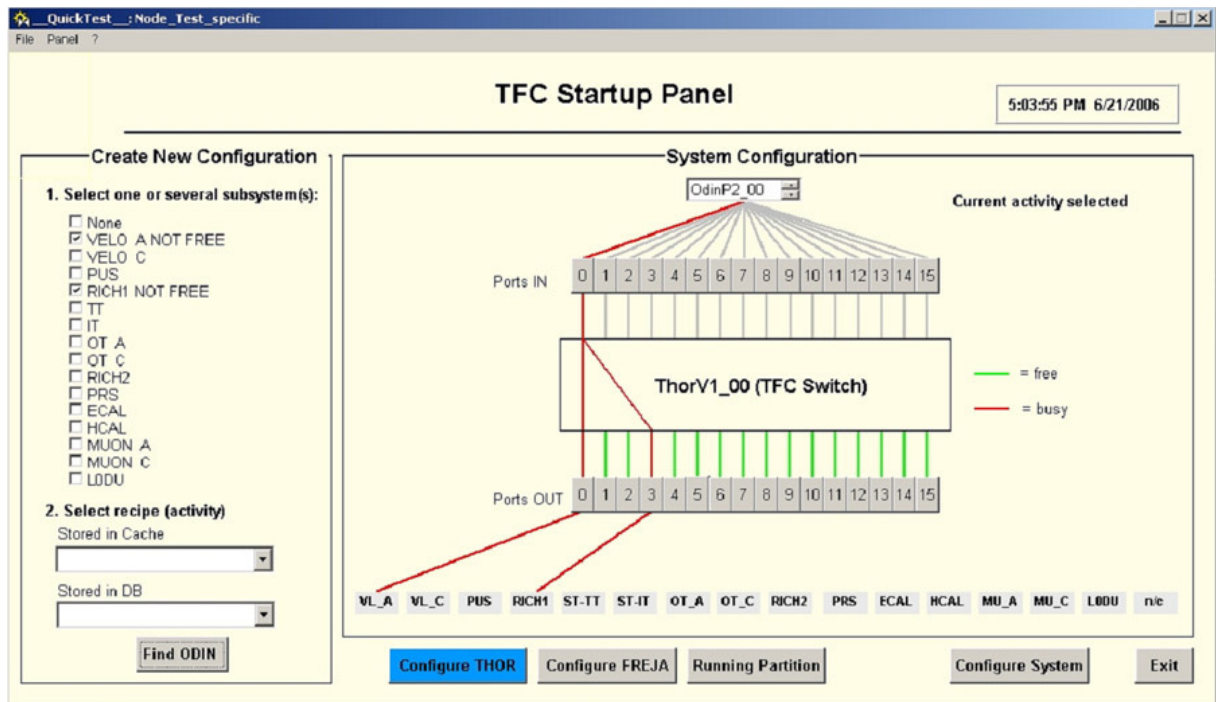 __QuickTest__: Node_Test_specific
File Panel ?
TFC Startup Panel
5:03:55 PM 6/21/2006
Create New Configuration
1. Select one or several subsystem(s):
None
VELO_A NOT FREE
VELO_C
PUS
RICH1 NOT FREE
TT
IT
OT_A
OT_C
RICH2
PRS
ECAL
HCAL
MUON_A
MUON_C
L0DU
2. Select recipe (activity)
Stored in Cache
Stored in DB
Find ODIN
System Configuration
OdinP2_00
Current activity selected
Ports IN 0 1 2 3 4 5 6 7 8 9 10 11 12 13 14 15
ThorV1_00 (TFC Switch)
= free
= busy
Ports OUT 0 1 2 3 4 5 6 7 8 9 10 11 12 13 14 15
VL_A VL_C PUS RICH1 ST-TT ST-IT OT_A OT_C RICH2 PRS ECAL HCAL MU_A MU_C L0DU n/c
Configure THOR Configure FREJA Running Partition Configure System Exit